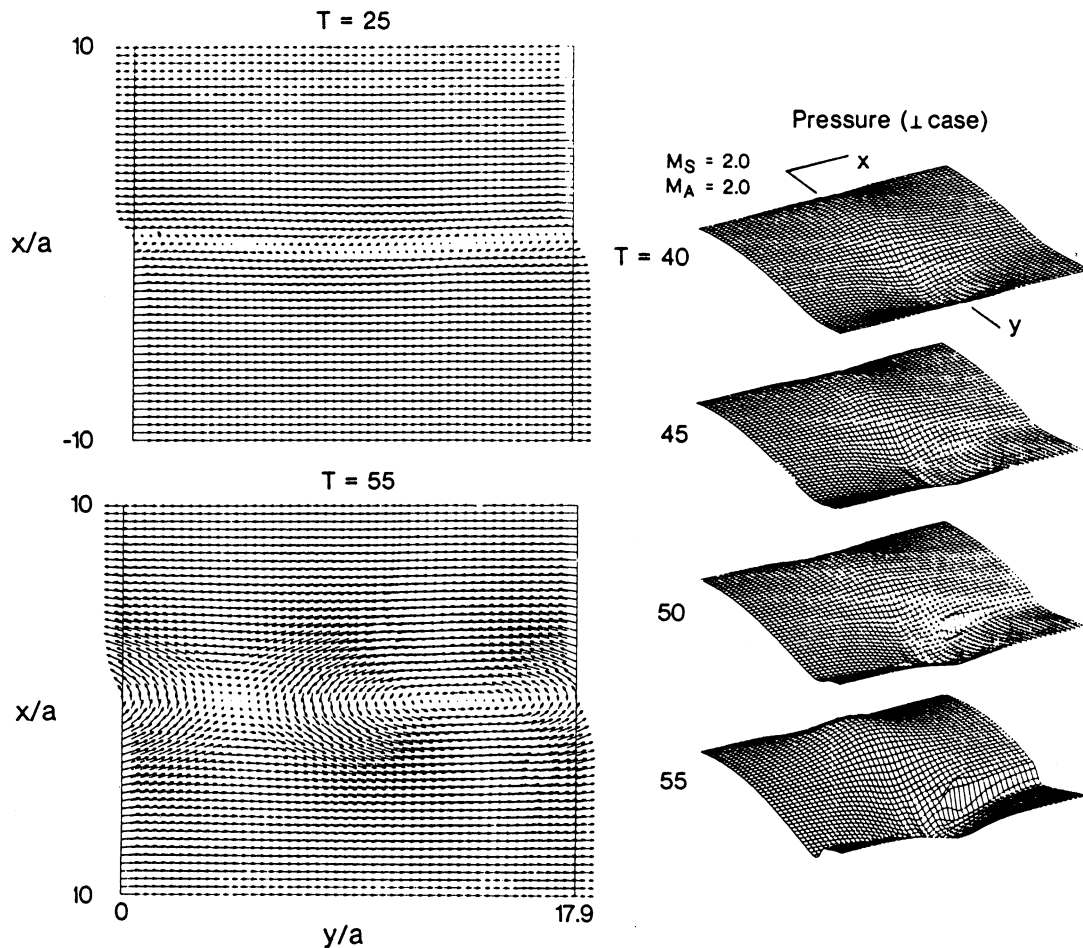 T = 25
10
x/a
-10
T = 55
10
x/a
10
0
17.9
y/a
Pressure (⊥ case)
M_S = 2.0
M_A = 2.0
x
T = 40
y
45
50
55